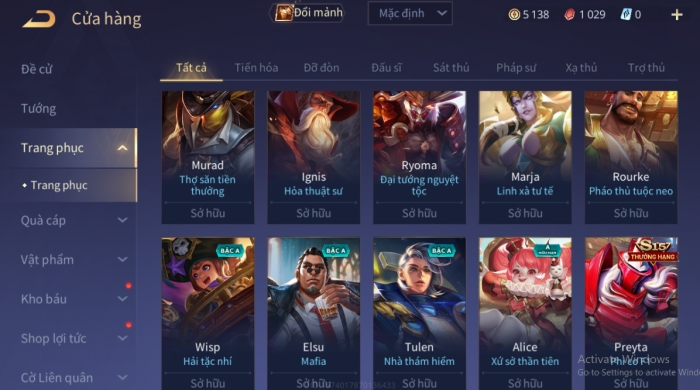 Cửa hàng
Đổi mảnh
Mặc định
5 138
1 029
0
Đề cử
Tướng
Trang phục
Trang phục
Quà cáp
Vật phẩm
Kho báu
Shop lợi tức
Cờ Liên quân
Tất cả
Tiến hóa
Đỡ đòn
Đấu sĩ
Sát thủ
Pháp sư
Xạ thủ
Trợ thủ
Murad
Thợ săn tiền
thưởng
Sở hữu
Ignis
Hỏa thuật sư
Sở hữu
Ryoma
Đại tướng nguyệt
tộc
Sở hữu
Marja
Linh xà tư tế
Sở hữu
Rourke
Pháo thủ tuộc neo
Sở hữu
BẬC A
Wisp
Hải tặc nhí
Sở hữu
BẬC A
Elsu
Mafia
Sở hữu
BẬC A
Tulen
Nhà thám hiểm
Sở hữu
A
HỮU HẠN
Alice
Xứ sở thần tiên
Sở hữu
S157
THƯỞNG HẠNG
Preyta
Sở hữu
Activate Windows
Go to Settings to activate Wind